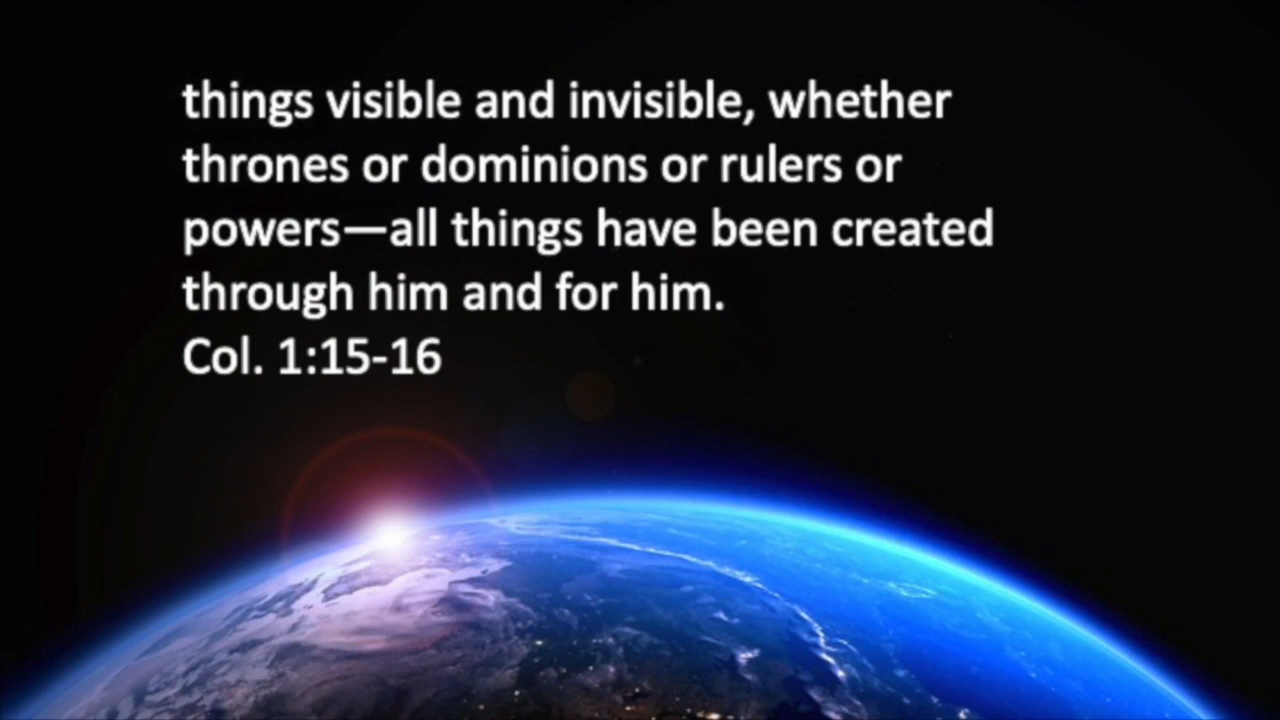 things visible and invisible, whether
thrones or dominions or rulers or
powers—all things have been created
through him and for him.
Col. 1:15-16